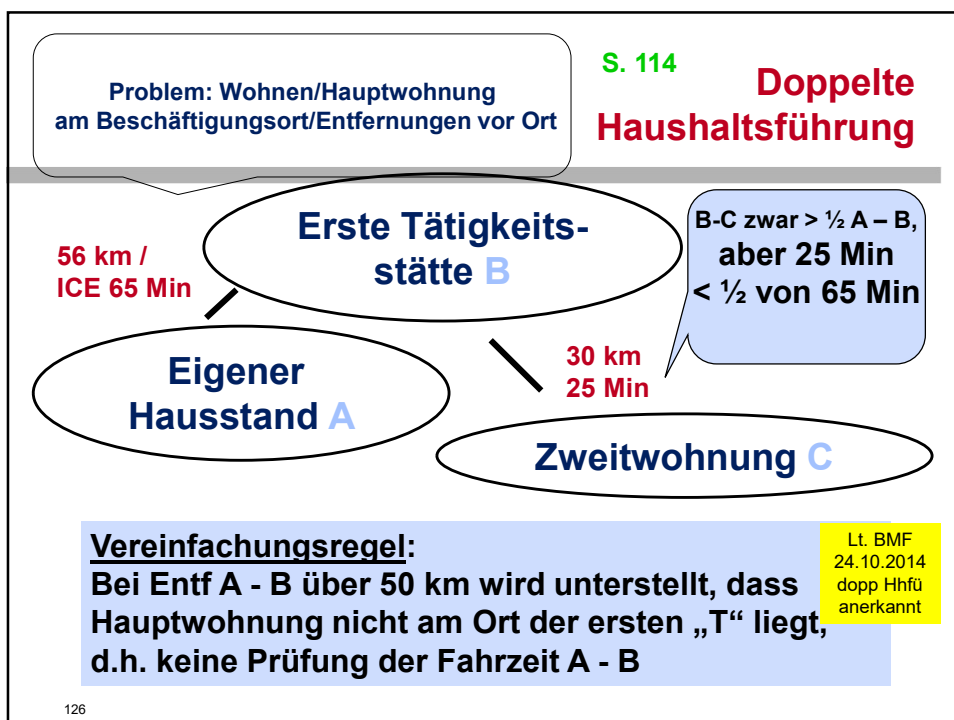 Problem: Wohnen/Hauptwohnung
am Beschäftigungsort/Entfernungen vor Ort
S. 114
Doppelte
Haushaltsführung
Erste Tätigkeits-
stätte B
56 km /
ICE 65 Min
B-C zwar > ½ A – B,
aber 25 Min
< ½ von 65 Min
Eigener
Hausstand A
30 km
25 Min
Zweitwohnung C
Vereinfachungsregel:
Bei Entf A - B über 50 km wird unterstellt, dass
Hauptwohnung nicht am Ort der ersten „T“ liegt,
d.h. keine Prüfung der Fahrzeit A - B
Lt. BMF
24.10.2014
dopp Hhfü
anerkannt
126